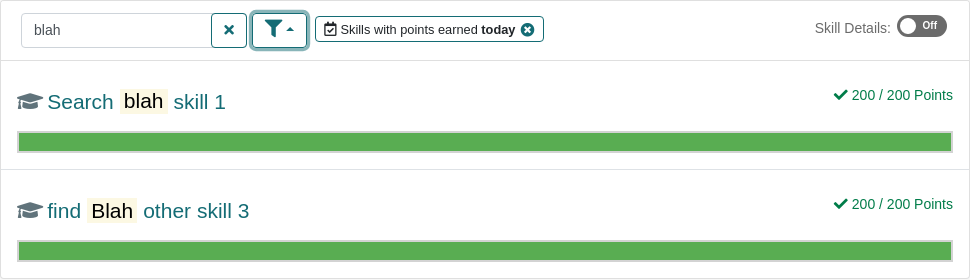 blah
Skills with points earned today
Skill Details: Off
Search blah skill 1
200 / 200 Points
find Blah other skill 3
200 / 200 Points